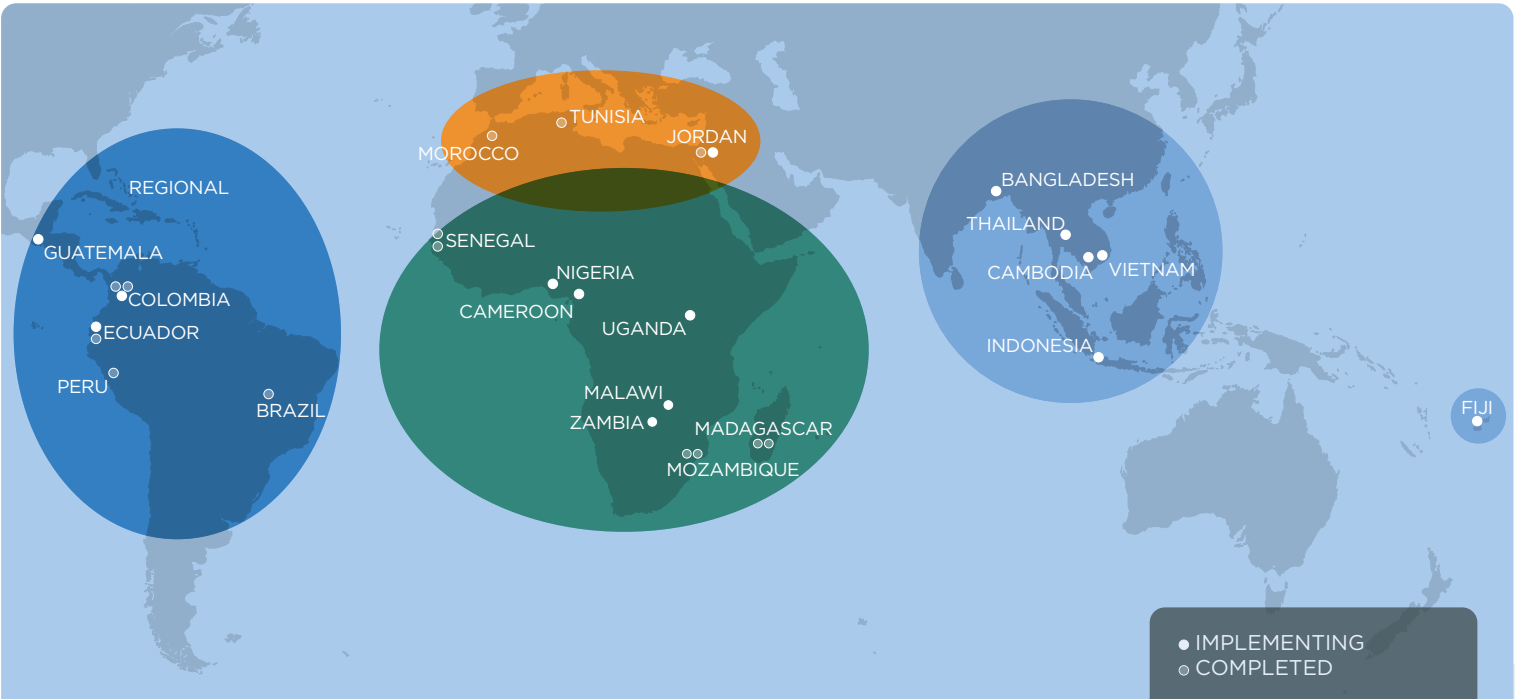 TUNISIA
JORDAN
MOROCCO
REGIONAL
GUATEMALA
COLOMBIA
ECUADOR
PERU
BRAZIL
SENEGAL
NIGERIA
CAMEROON
UGANDA
MALAWI
ZAMBIA
MADAGASCAR
MOZAMBIQUE
BANGLADESH
THAILAND
CAMBODIA
VIETNAM
INDONESIA
FIJI
IMPLEMENTING
COMPLETED